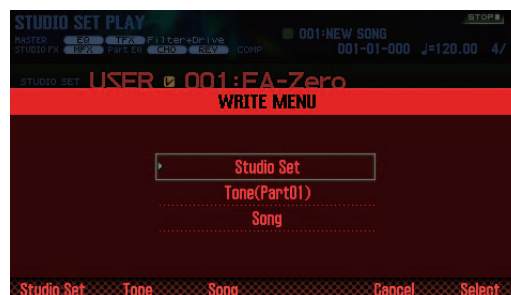 STUDIO SET PLAY
STOP
MASTER EQ TFX Filter+Drive
001:NEW SONG
STUDIO FX MFX Part EQ CHO REV COMP
001-01-000 ♩=120.00 4/
STUDIO SET USER 001:FA-Zero
WRITE MENU
Studio Set
Tone(Part01)
Song
Studio Set Tone Song Cancel Select